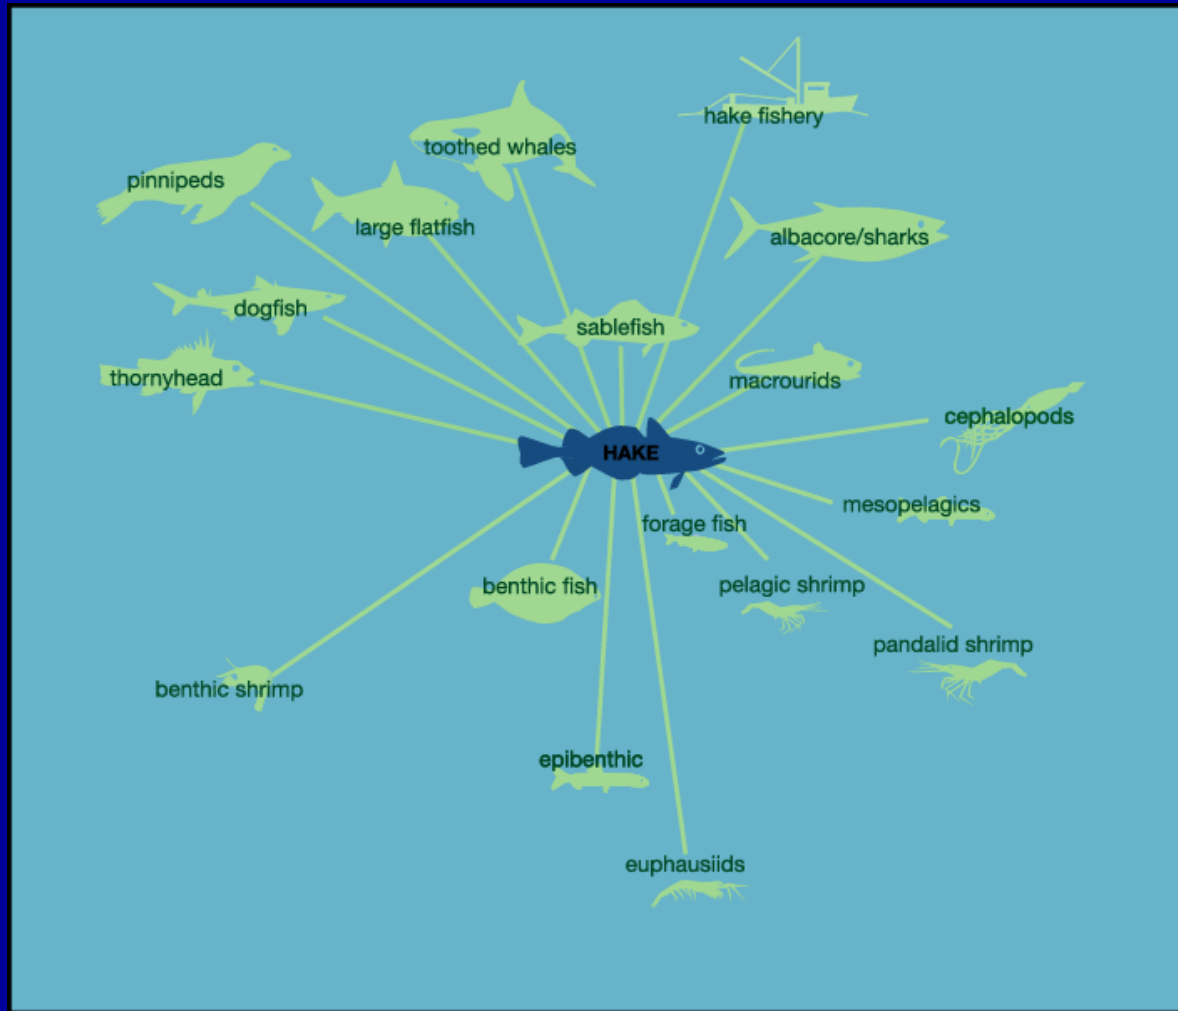 hake fishery
toothed whales
pinnipeds
large flatfish
albacore/sharks
dogfish
sablefish
thornyhead
macrourids
cephalopods
HAKE
mesopelagics
forage fish
benthic fish
pelagic shrimp
pandalid shrimp
benthic shrimp
epibenthic
euphausiids